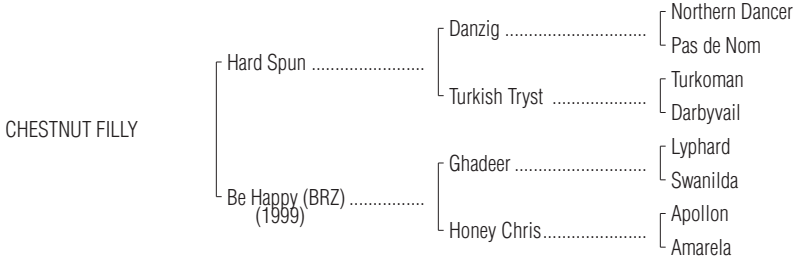 Northern Dancer
Danzig ..............................
Pas de Nom
Hard Spun ........................
Turkoman
Turkish Tryst ....................
Darbyvail
CHESTNUT FILLY
Lyphard
Ghadeer ............................
Swanilda
Be Happy (BRZ) ................
(1999)
Apollon
Honey Chris......................
Amarela